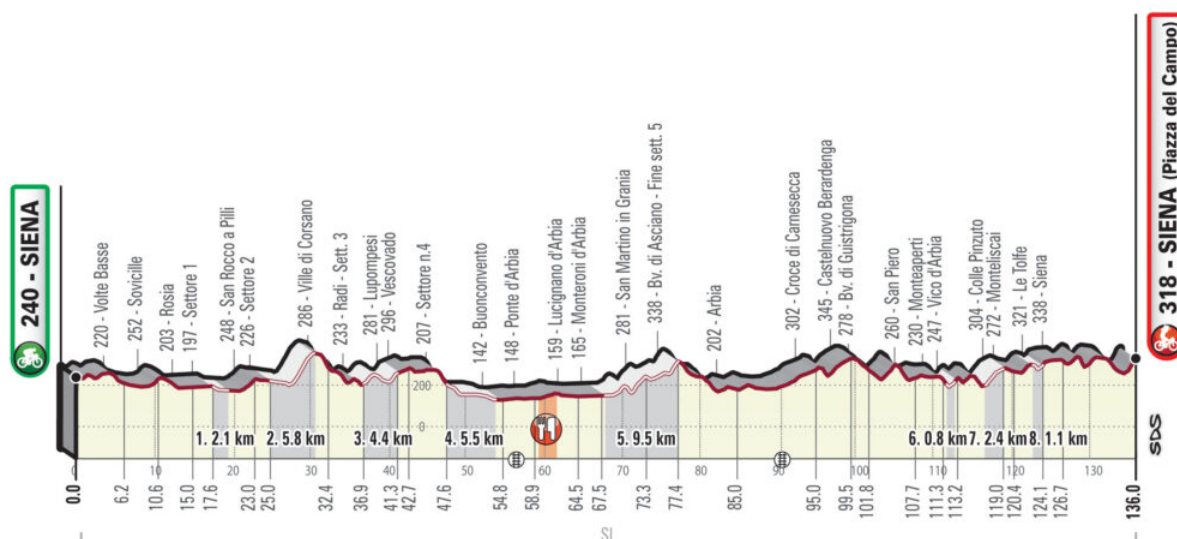 240 - SIENA
220 - Volte Basse
252 - Sovicille
203 - Rosia
197 - Settore 1
248 - San Rocco a Pilli
226 - Settore 2
286 - Ville di Corsano
233 - Radi - Sett. 3
281 - Lupompesi
296 - Vescovado
207 - Settore n.4
142 - Buonconvento
148 - Ponte d'Arbia
159 - Lucignano d'Arbia
165 - Monteroni d'Arbia
281 - San Martino in Grania
338 - Bv. di Asciano - Fine sett. 5
202 - Arbia
302 - Croce di Carnesecca
345 - Castelnuovo Berardenga
278 - Bv. di Guistrigona
260 - San Piero
230 - Monteaperti
247 - Vico d'Arbia
304 - Colle Pinzuto
272 - Monteliscai
321 - Le Tolfe
338 - Siena
318 - SIENA (Piazza del Campo)
200
0
1. 2.1 km
2. 5.8 km
3. 4.4 km
4. 5.5 km
5. 9.5 km
6. 0.8 km
7. 2.4 km
8. 1.1 km
SDS
0 10 20 30 40 50 60 70 80 90 100 110 120 130
0.0 6.2 10.6 15.0 17.6 23.0 25.0 32.4 36.9 41.3 42.7 47.6 54.8 58.9 64.5 67.5 73.3 77.4 85.0 95.0 99.5 101.8 107.7 111.3 113.2 119.0 120.4 124.1 126.7 136.0
SI